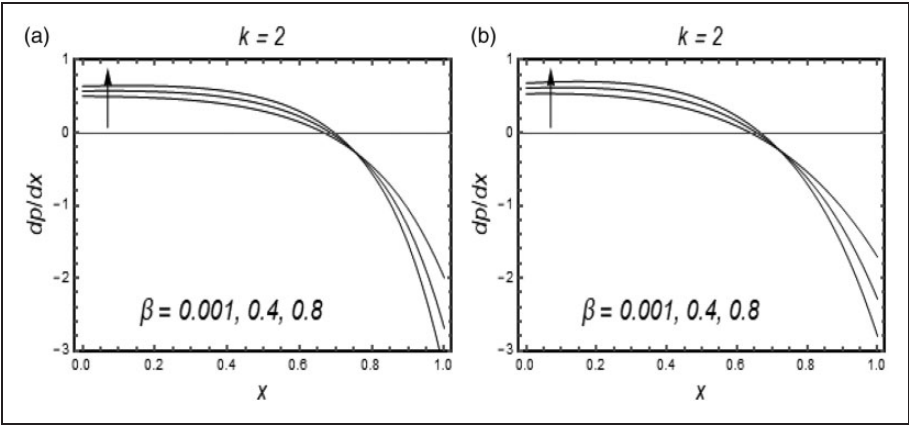 (a)
k = 2
1
0
−1
−2
−3
dp/dx
β = 0.001, 0.4, 0.8
0.0 0.2 0.4 0.6 0.8 1.0
x
(b)
k = 2
1
0
−1
−2
−3
dp/dx
β = 0.001, 0.4, 0.8
0.0 0.2 0.4 0.6 0.8 1.0
x